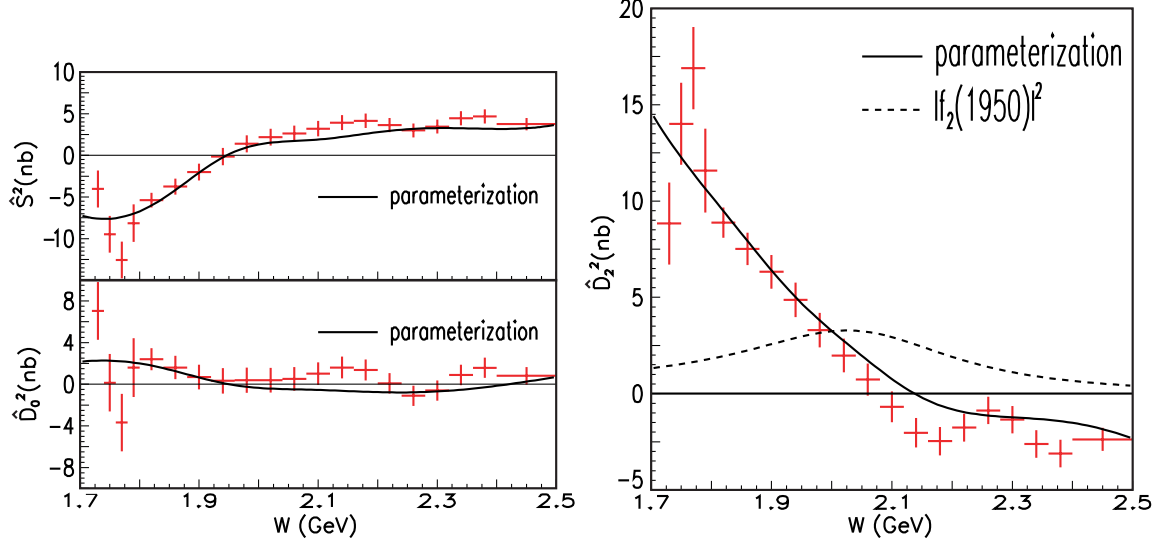 10
5
0
-5
-10
Ŝ²(nb)
parameterization
8
4
0
-4
-8
D̂₀²(nb)
parameterization
1.7 1.9 2.1 2.3 2.5
W (GeV)
20
15
10
5
0
-5
D̂₂²(nb)
parameterization
|f₂(1950)|²
1.7 1.9 2.1 2.3 2.5
W (GeV)